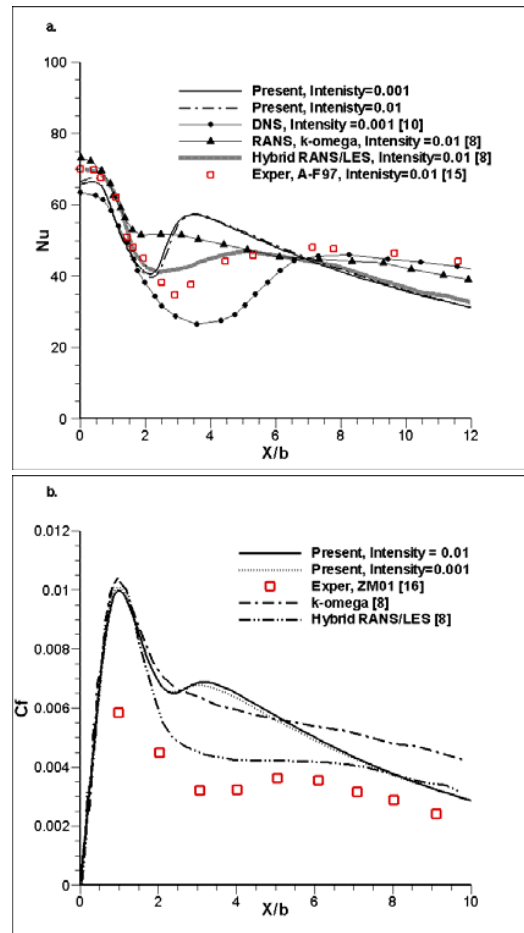 a.
100
80
60
40
20
0
Nu
Present, Intenisty=0.001
Present, Intensity=0.01
DNS, Intensity =0.001 [10]
RANS, k-omega, Intensity =0.01 [8]
Hybrid RANS/LES, Intensity=0.01 [8]
Exper, A-F97, Intenisty=0.01 [15]
0 2 4 6 8 10 12
X/b
b.
0.012
0.01
0.008
0.006
0.004
0.002
0
Cf
Present, Intensity = 0.01
Present, Intensity=0.001
Exper, ZM01 [16]
k-omega [8]
Hybrid RANS/LES [8]
0 2 4 6 8 10
X/b